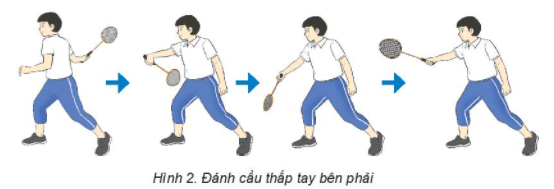 Hình 2. Đánh cầu thấp tay bên phải